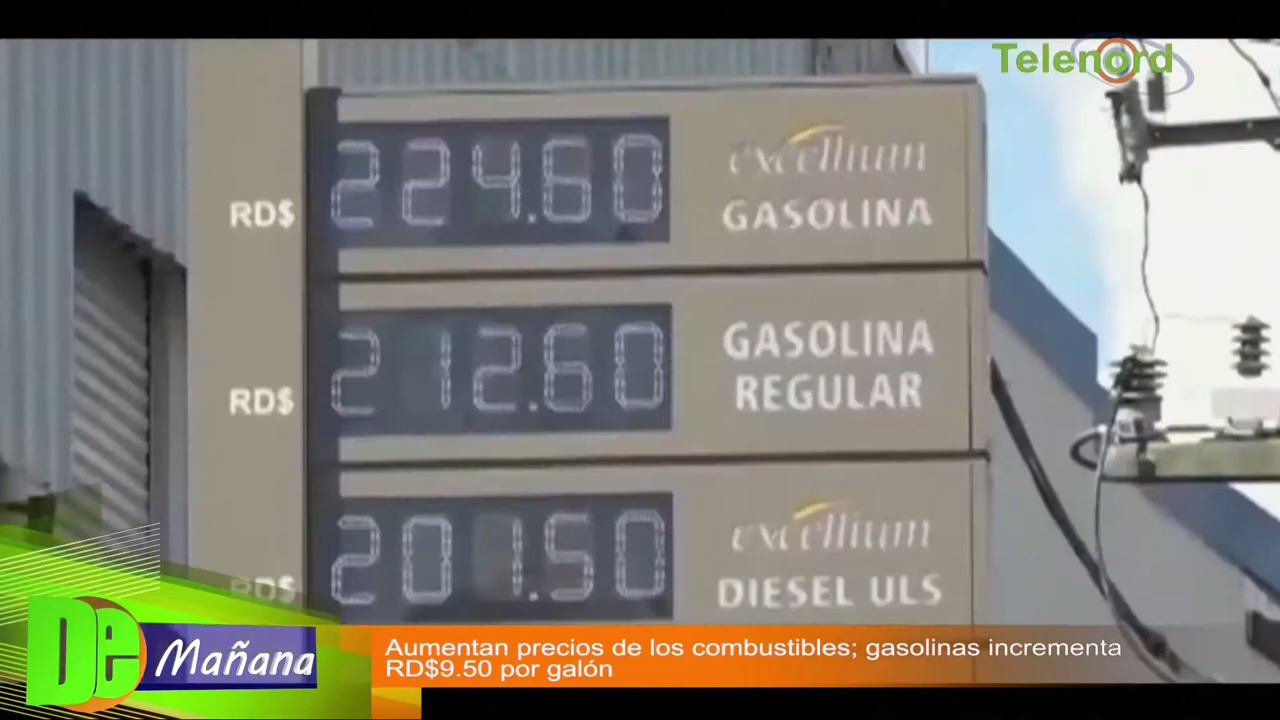 Telenord
RD$ 224.60 excellium GASOLINA
RD$ 212.60 GASOLINA REGULAR
RD$ 201.50 excellium DIESEL ULS
De Mañana
Aumentan precios de los combustibles; gasolinas incrementa
RD$9.50 por galón